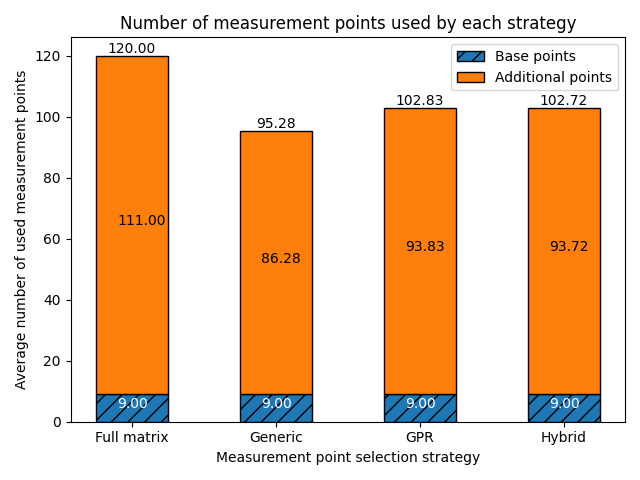 Number of measurement points used by each strategy
Base points
Additional points
Average number of used measurement points
120
100
80
60
40
20
0
120.00
95.28
102.83
102.72
111.00
86.28
93.83
93.72
9.00
9.00
9.00
9.00
Full matrix
Generic
GPR
Hybrid
Measurement point selection strategy